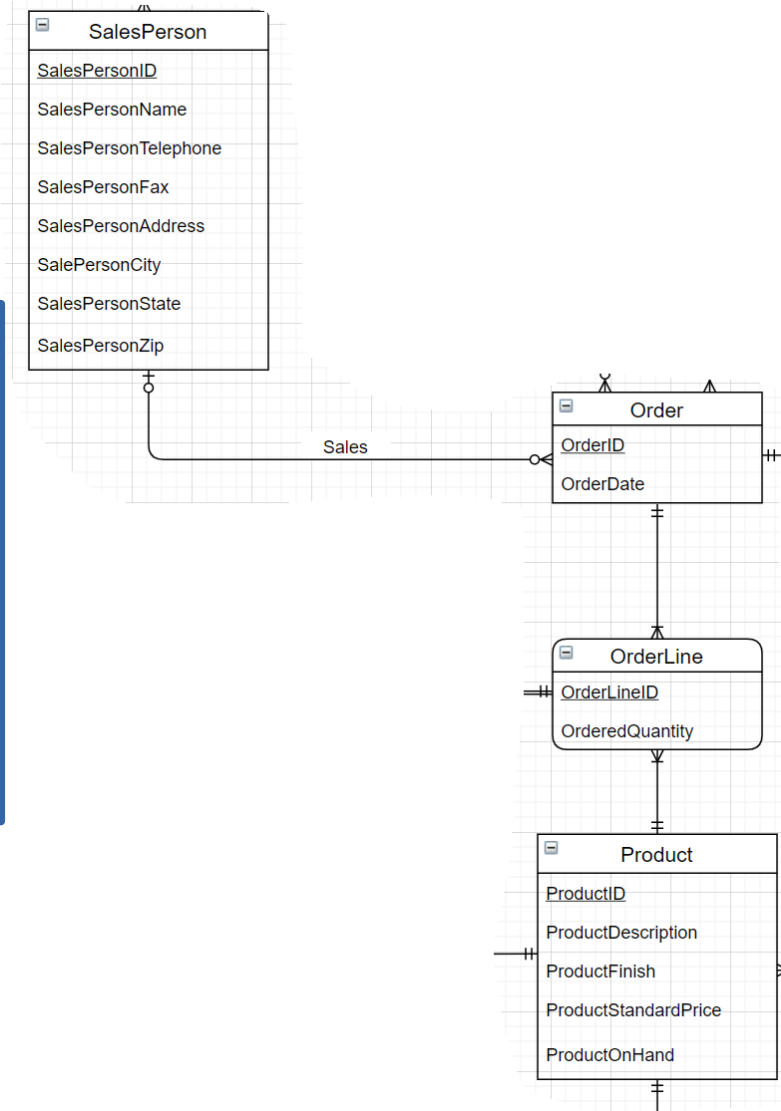 SalesPerson
SalesPersonID
SalesPersonName
SalesPersonTelephone
SalesPersonFax
SalesPersonAddress
SalePersonCity
SalesPersonState
SalesPersonZip
Sales
Order
OrderID
OrderDate
OrderLine
OrderLineID
OrderedQuantity
Product
ProductID
ProductDescription
ProductFinish
ProductStandardPrice
ProductOnHand